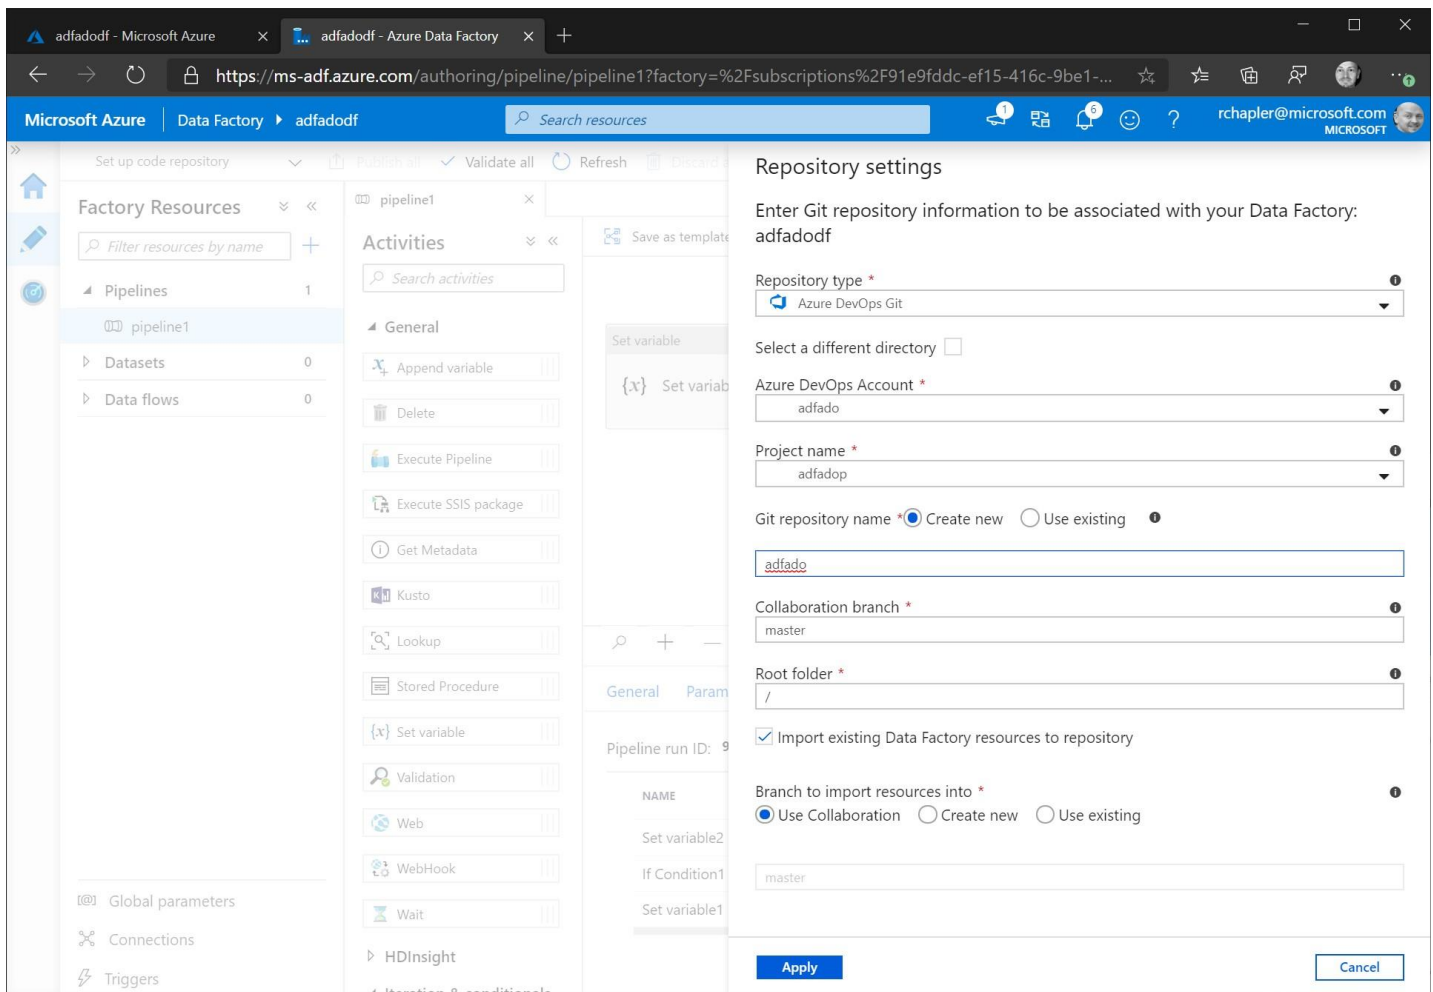 adfadodf - Microsoft Azure
adfadodf - Azure Data Factory
https://ms-adf.azure.com/authoring/pipeline/pipeline1?factory=%2Fsubscriptions%2F91e9fddc-ef15-416c-9be1-...
Microsoft Azure
Data Factory
adfadodf
Search resources
1
6
rchapler@microsoft.com
MICROSOFT
Set up code repository
Publish all
Validate all
Refresh
Discard
Factory Resources
Filter resources by name
Pipelines 1
pipeline1
Datasets 0
Data flows 0
Global parameters
Connections
Triggers
pipeline1
Activities
Search activities
General
Append variable
Delete
Execute Pipeline
Execute SSIS package
Get Metadata
Kusto
Lookup
Stored Procedure
{x} Set variable
Validation
Web
WebHook
Wait
HDInsight
Iteration & conditionals
Save as template
Set variable
{x} Set variab
General Param
Pipeline run ID: 9
NAME
Set variable2
If Condition1
Set variable1
Repository settings
Enter Git repository information to be associated with your Data Factory:
adfadodf
Repository type *
Azure DevOps Git
Select a different directory
Azure DevOps Account *
adfado
Project name *
adfadop
Git repository name * Create new Use existing
adfado
Collaboration branch *
master
Root folder *
/
Import existing Data Factory resources to repository
Branch to import resources into *
Use Collaboration Create new Use existing
master
Apply
Cancel